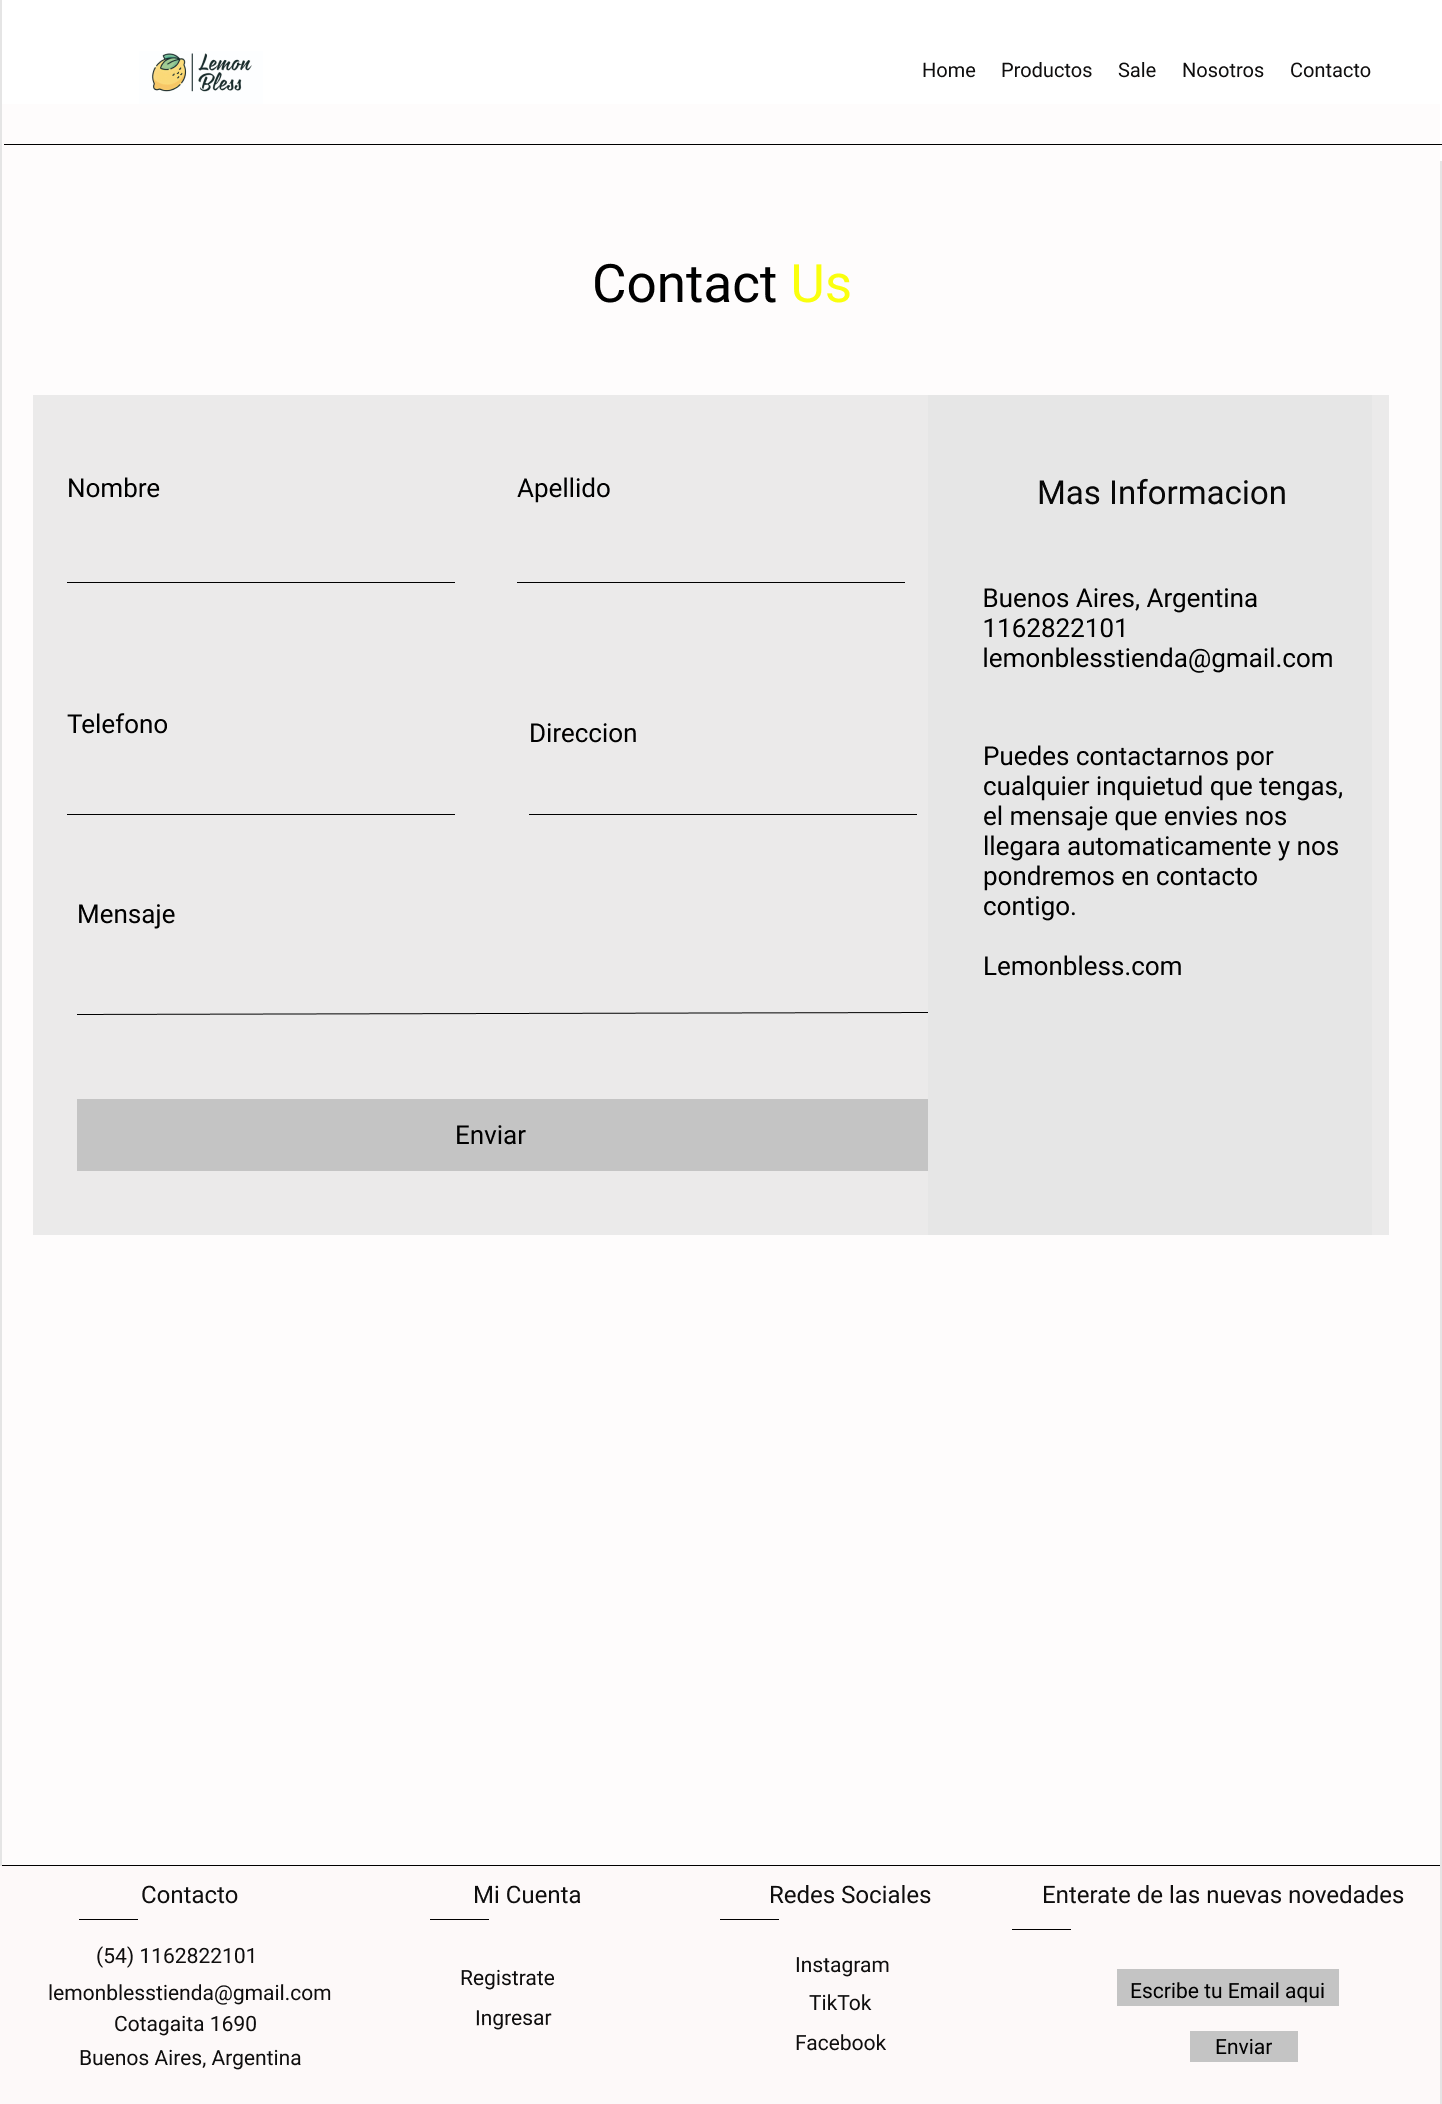 Lemon
Bless
Home Productos Sale Nosotros Contacto
Contact Us
Nombre
Apellido
Telefono
Direccion
Mensaje
Enviar
Mas Informacion
Buenos Aires, Argentina
1162822101
lemonblesstienda@gmail.com
Puedes contactarnos por
cualquier inquietud que tengas,
el mensaje que envies nos
llegara automaticamente y nos
pondremos en contacto
contigo.
Lemonbless.com
Contacto
(54) 1162822101
lemonblesstienda@gmail.com
Cotagaita 1690
Buenos Aires, Argentina
Mi Cuenta
Registrate
Ingresar
Redes Sociales
Instagram
TikTok
Facebook
Enterate de las nuevas novedades
Escribe tu Email aqui
Enviar